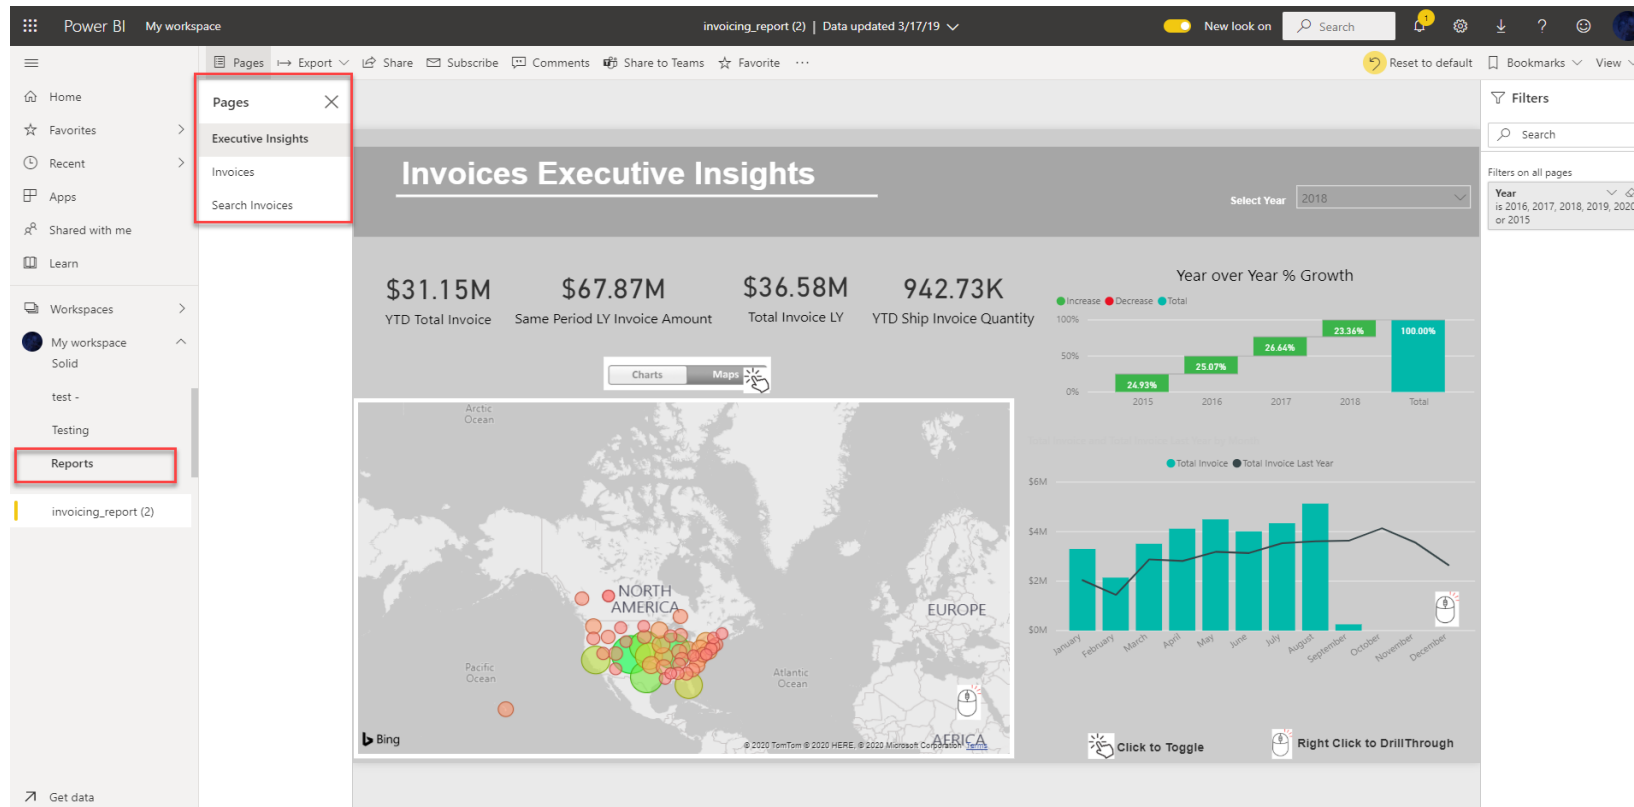 Power BI My workspace invoicing_report (2) | Data updated 3/17/19 New look on Search 1
Pages Export Share Subscribe Comments Share to Teams Favorite ... Reset to default Bookmarks View
Home
Favorites
Recent
Apps
Shared with me
Learn
Workspaces
My workspace
Solid
test -
Testing
Reports
invoicing_report (2)
Get data
Pages
Executive Insights
Invoices
Search Invoices
Invoices Executive Insights
Select Year 2018
$31.15M
YTD Total Invoice
$67.87M
Same Period LY Invoice Amount
$36.58M
Total Invoice LY
942.73K
YTD Ship Invoice Quantity
Charts Maps
Arctic
Ocean
NORTH
AMERICA
EUROPE
Pacific
Ocean
Atlantic
Ocean
AFRICA
Bing
© 2020 TomTom © 2020 HERE, © 2020 Microsoft Corporation Terms
Year over Year % Growth
Increase Decrease Total
100%
50%
0%
24.93%
25.07%
26.64%
23.36%
100.00%
2015 2016 2017 2018 Total
Total Invoice Total Invoice Last Year
$6M
$4M
$2M
$0M
January February March April May June July August September October November December
Click to Toggle
Right Click to DrillThrough
Filters
Search
Filters on all pages
Year
is 2016, 2017, 2018, 2019, 2020
or 2015